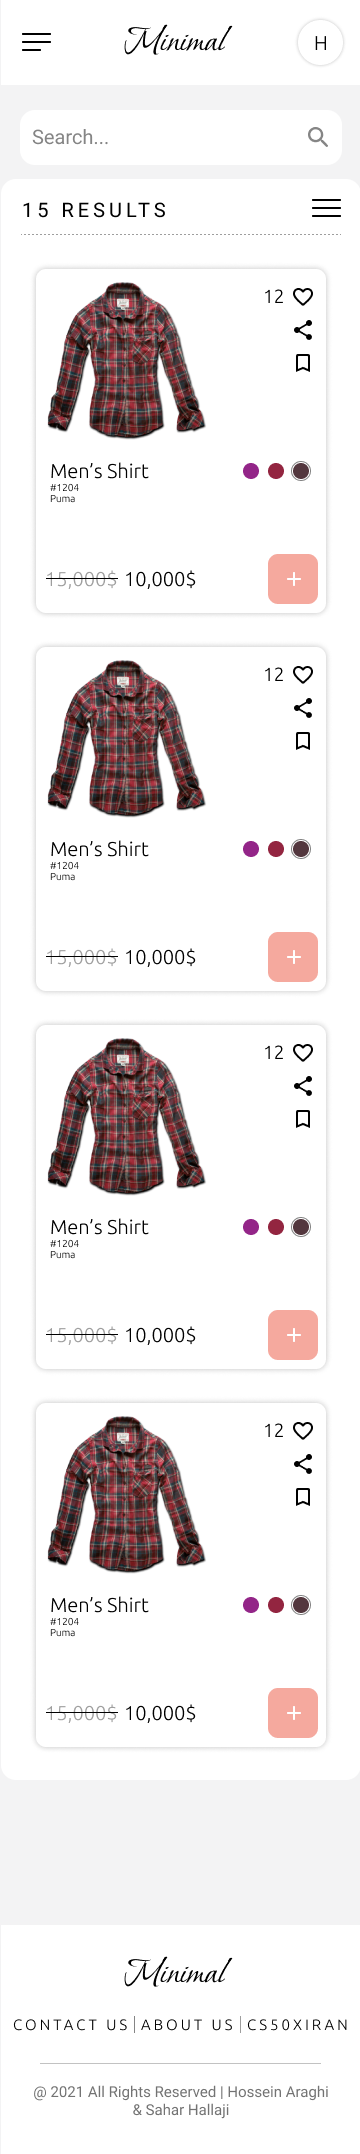 Minimal
H
Search...
15 RESULTS
12
Men's Shirt
#1204
Puma
15,000$ 10,000$
+
12
Men's Shirt
#1204
Puma
15,000$ 10,000$
+
12
Men's Shirt
#1204
Puma
15,000$ 10,000$
+
12
Men's Shirt
#1204
Puma
15,000$ 10,000$
+
Minimal
CONTACT US | ABOUT US | CS50XIRAN
@ 2021 All Rights Reserved | Hossein Araghi
& Sahar Hallaji